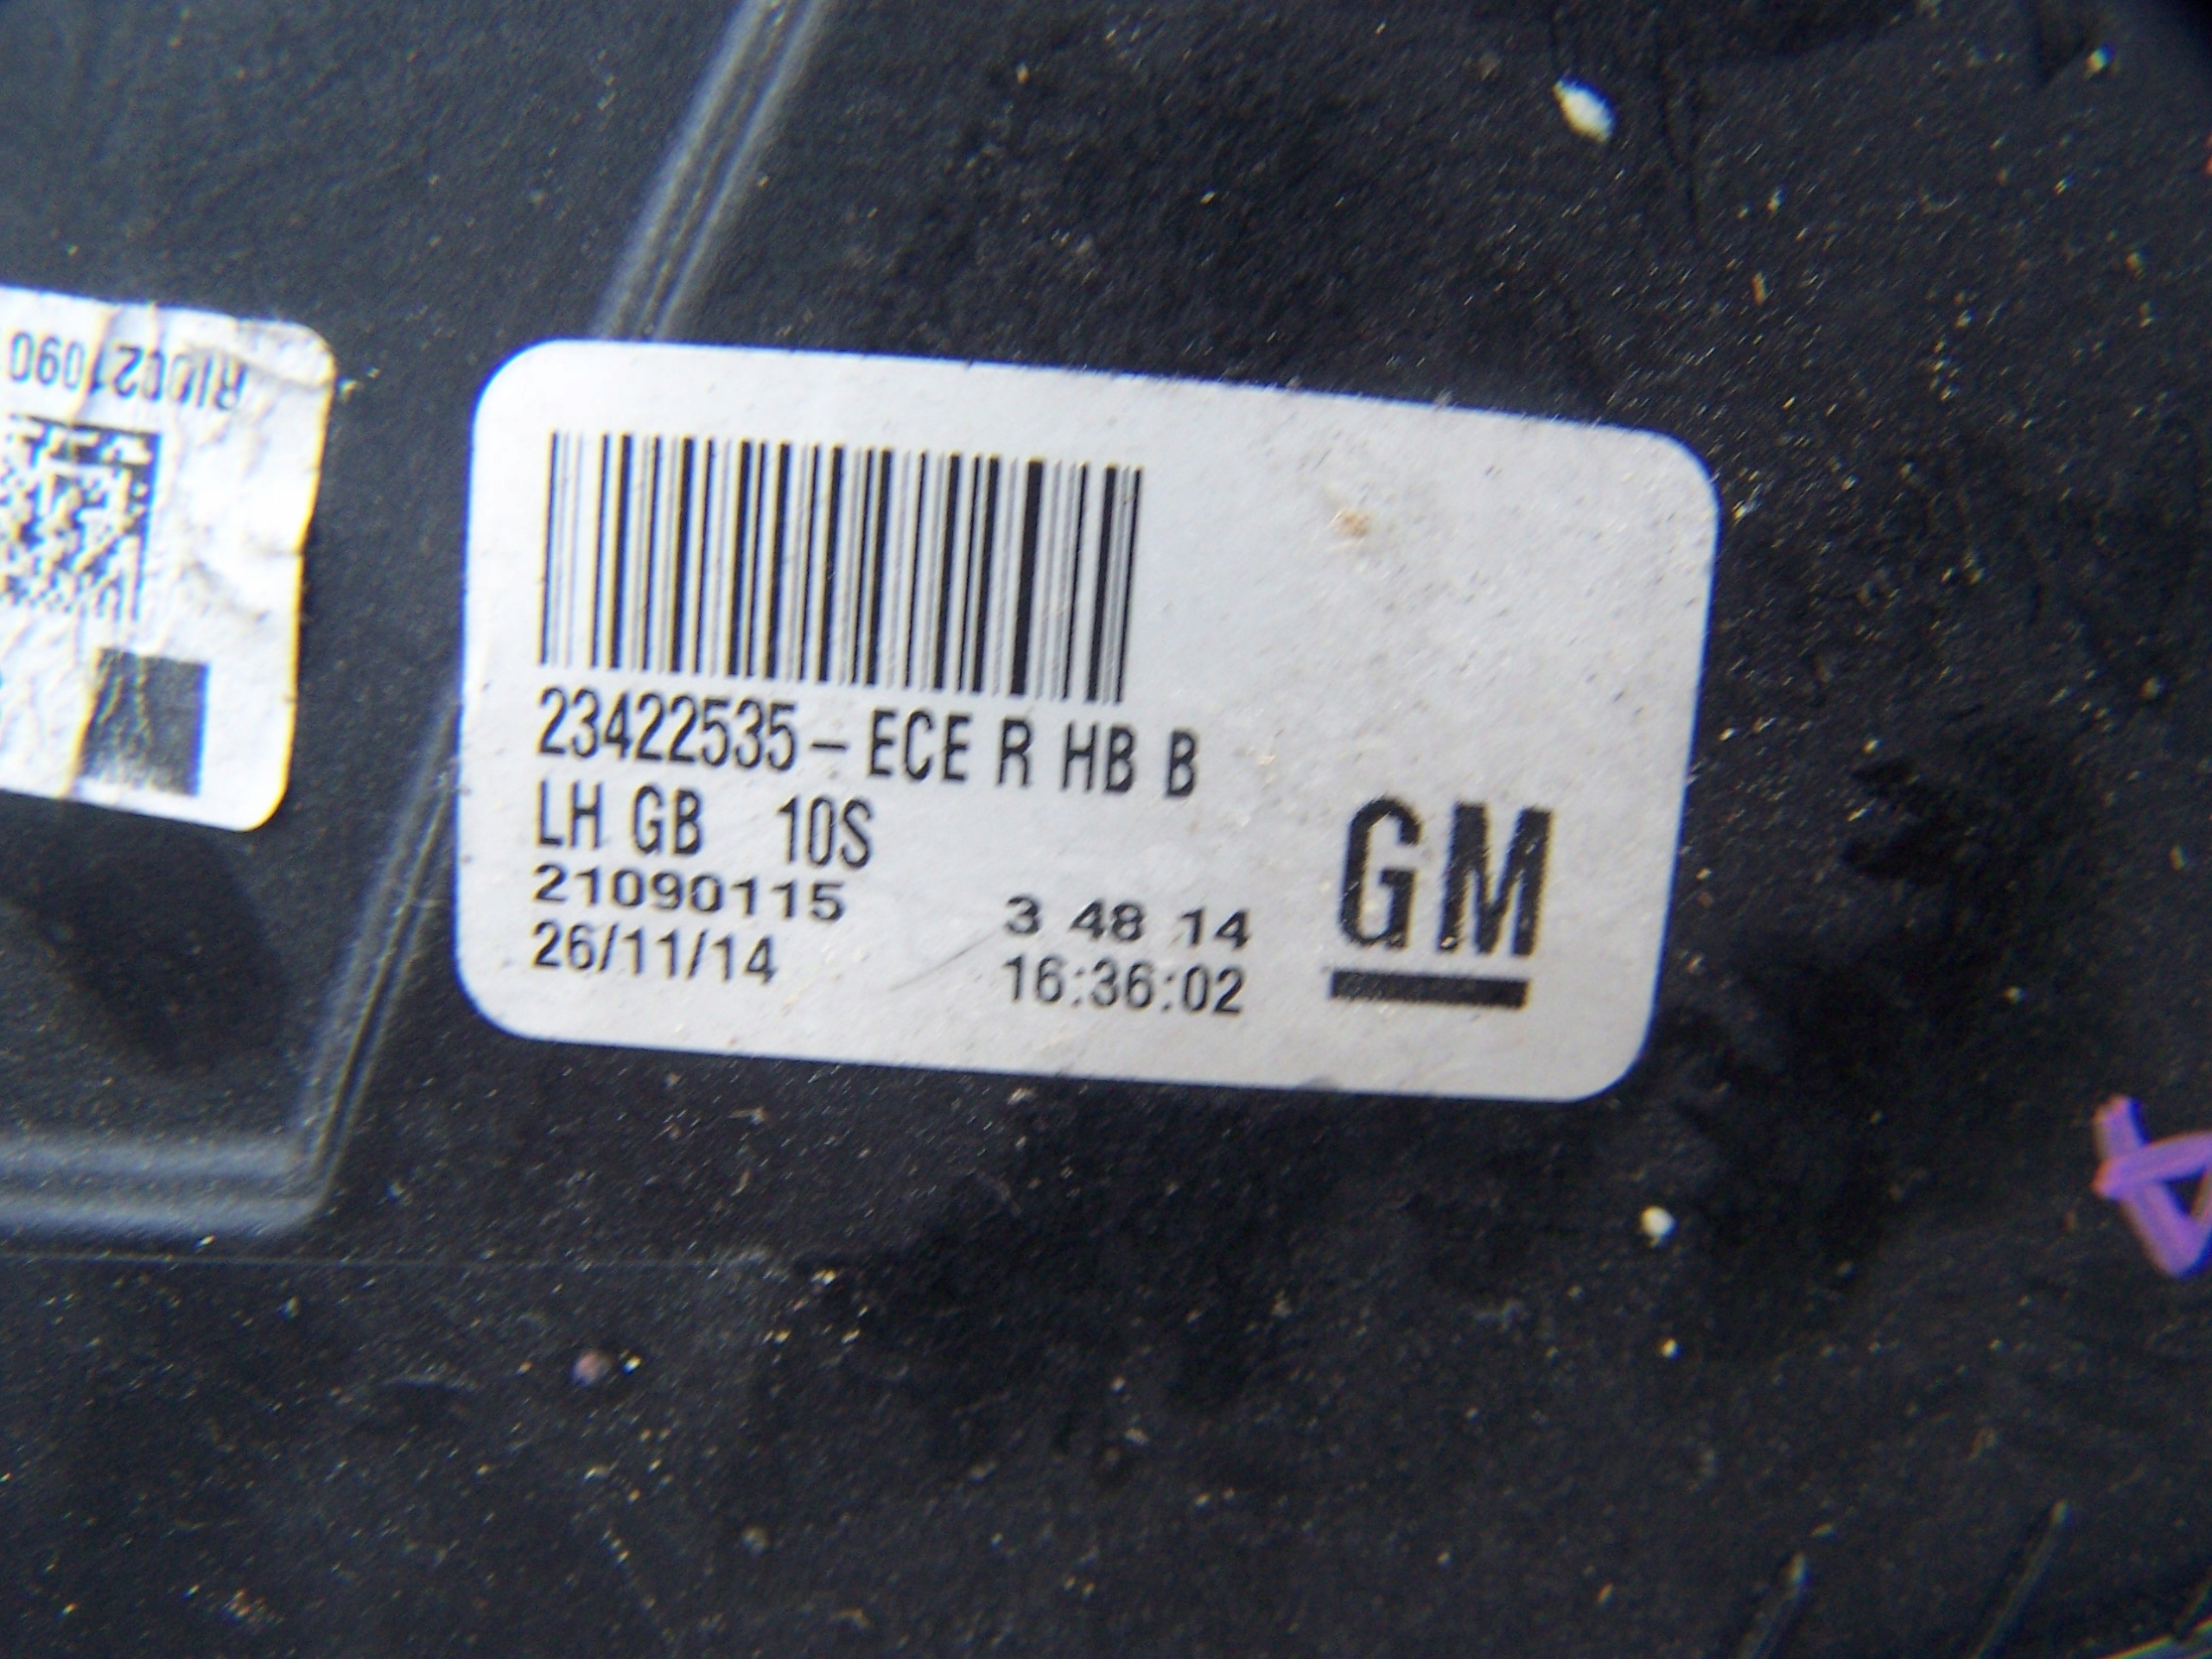 23422535-ECE R HB B
LH GB 10S
21090115 3 48 14
26/11/14 16:36:02
GM